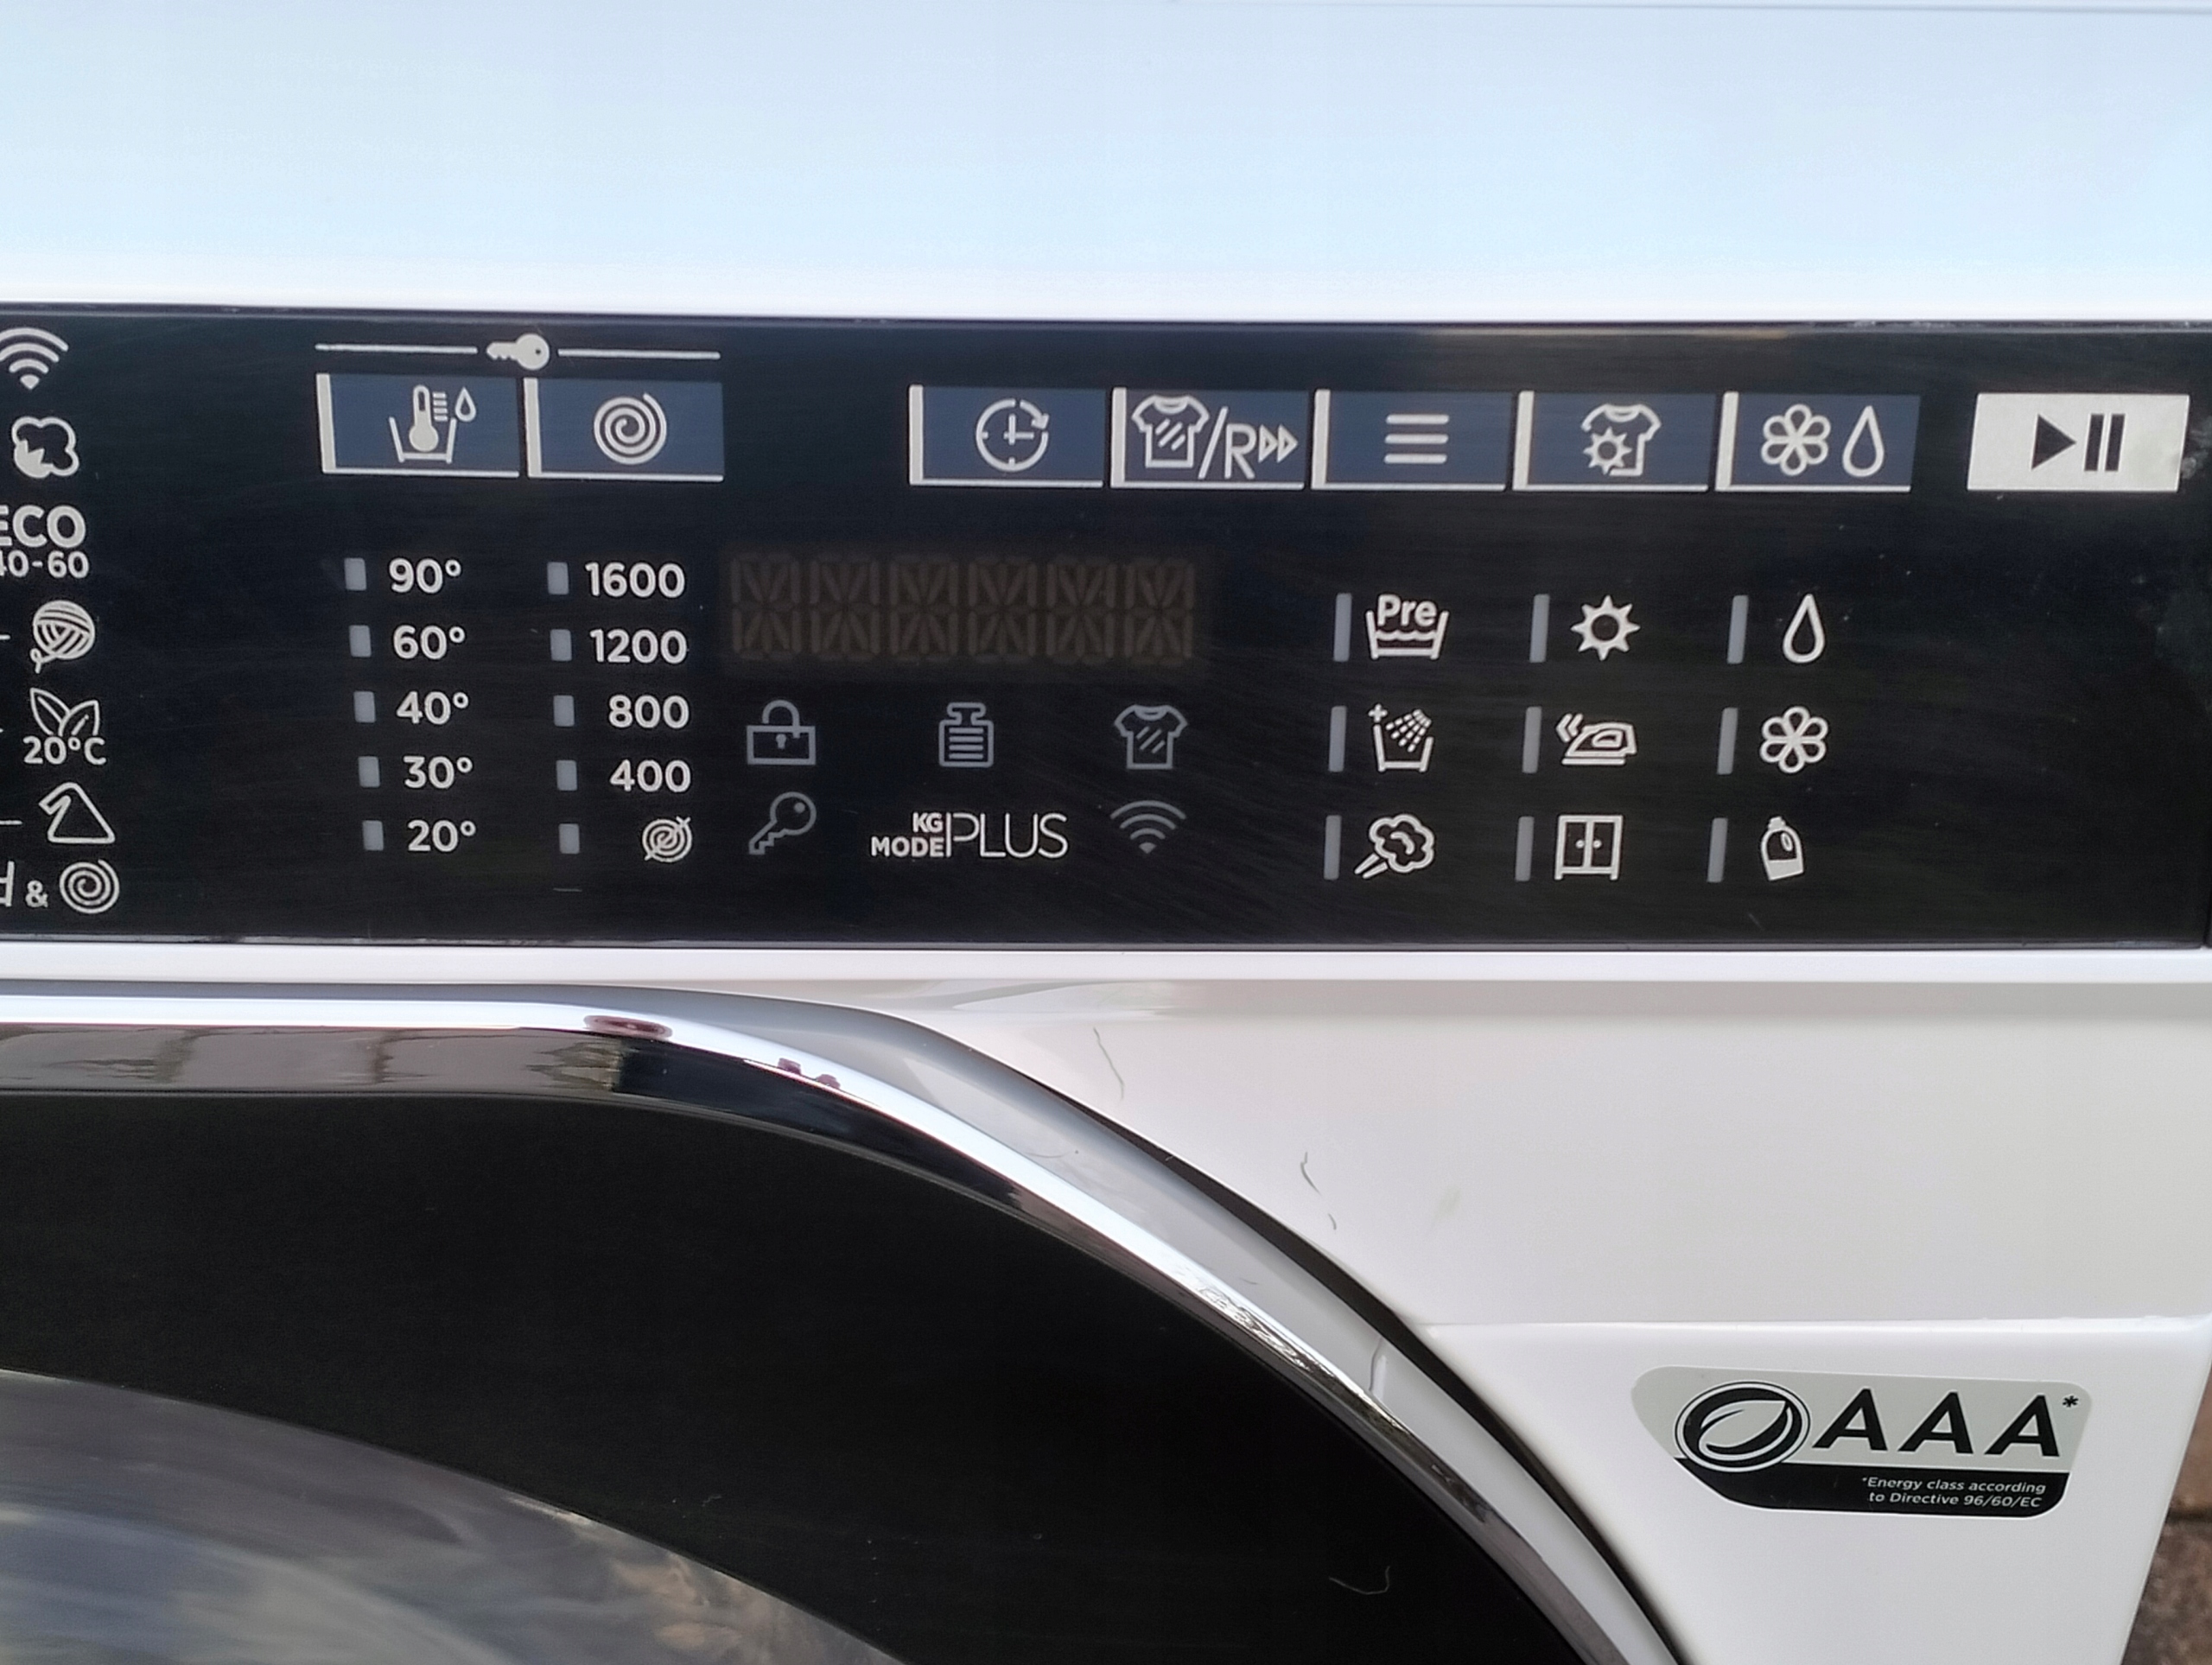 ECO
40-60
20°C
&
90°
60°
40°
30°
20°
1600
1200
800
400
/R
KG
MODE PLUS
Pre
AAA*
*Energy class according
to Directive 96/60/EC